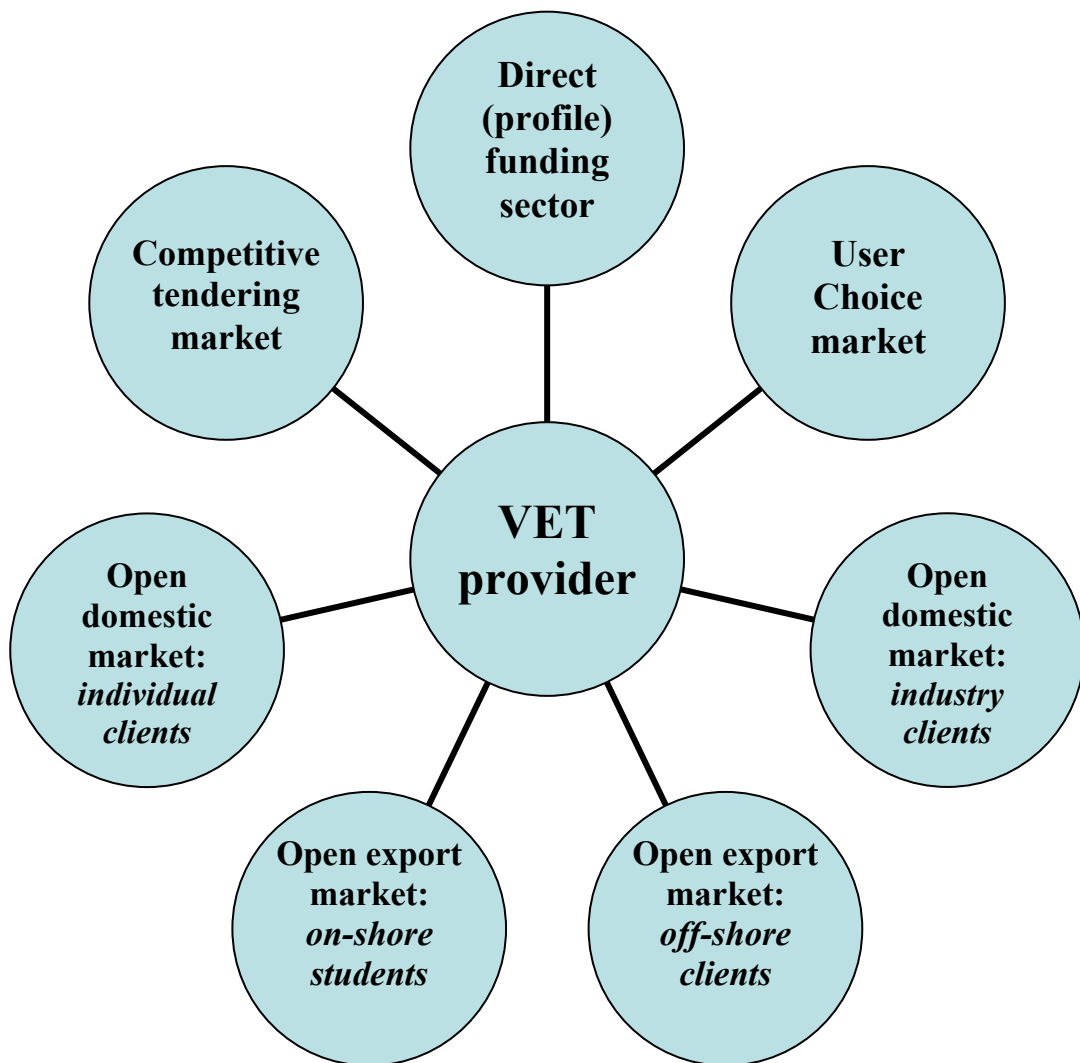 Direct
(profile)
funding
sector
Competitive
tendering
market
User
Choice
market
VET
provider
Open
domestic
market:
individual
clients
Open
domestic
market:
industry
clients
Open export
market:
on-shore
students
Open export
market:
off-shore
clients